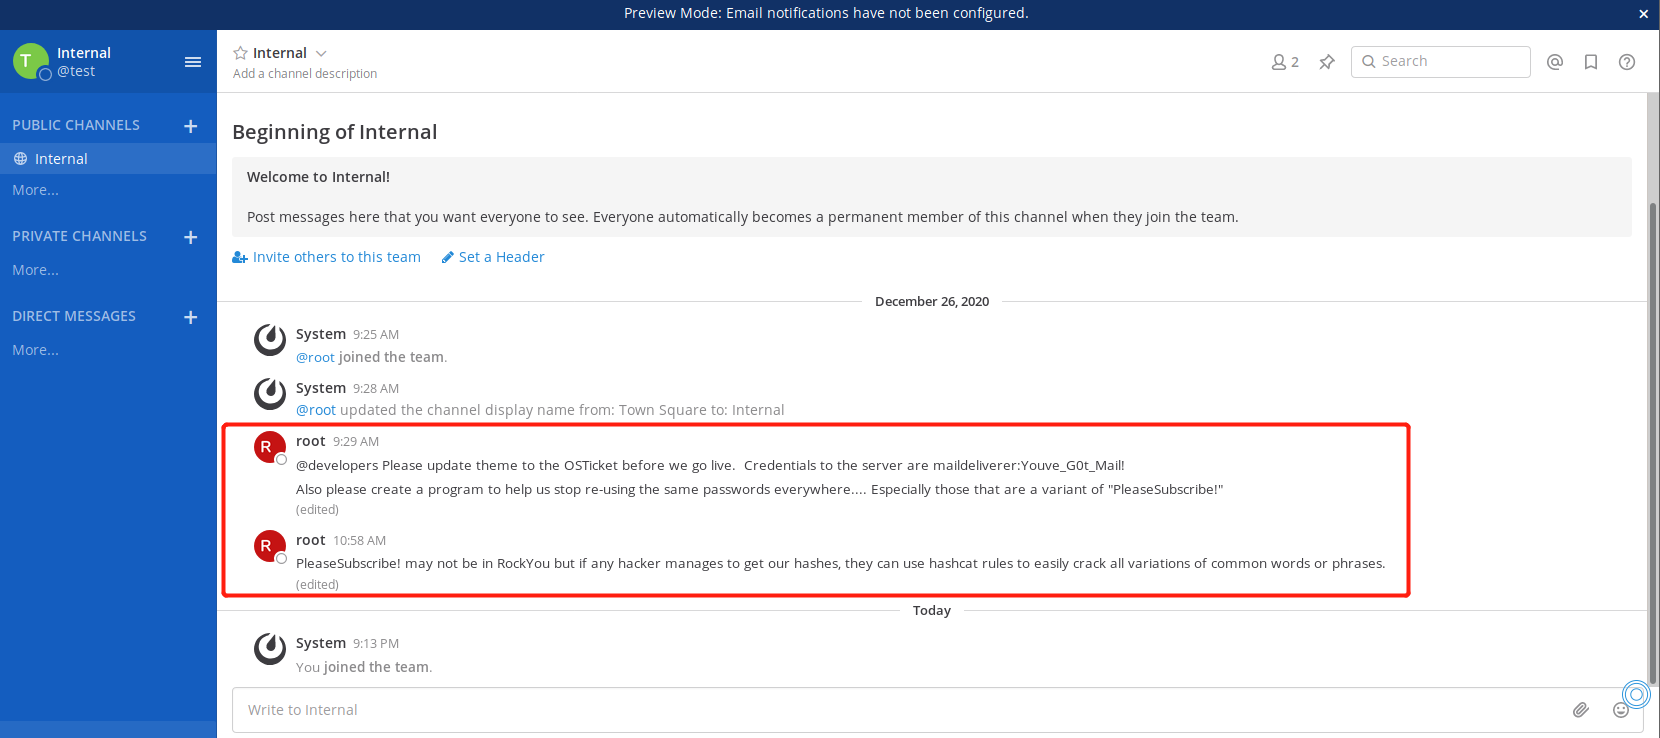 Preview Mode: Email notifications have not been configured.
×
T
Internal
@test
PUBLIC CHANNELS +
Internal
More...
PRIVATE CHANNELS +
More...
DIRECT MESSAGES +
More...
Internal
Add a channel description
2
Search
Beginning of Internal
Welcome to Internal!
Post messages here that you want everyone to see. Everyone automatically becomes a permanent member of this channel when they join the team.
Invite others to this team Set a Header
December 26, 2020
System 9:25 AM
@root joined the team.
System 9:28 AM
@root updated the channel display name from: Town Square to: Internal
R
root 9:29 AM
@developers Please update theme to the OSTicket before we go live. Credentials to the server are maildeliverer:Youve_G0t_Mail!
Also please create a program to help us stop re-using the same passwords everywhere.... Especially those that are a variant of "PleaseSubscribe!"
(edited)
R
root 10:58 AM
PleaseSubscribe! may not be in RockYou but if any hacker manages to get our hashes, they can use hashcat rules to easily crack all variations of common words or phrases.
(edited)
Today
System 9:13 PM
You joined the team.
Write to Internal